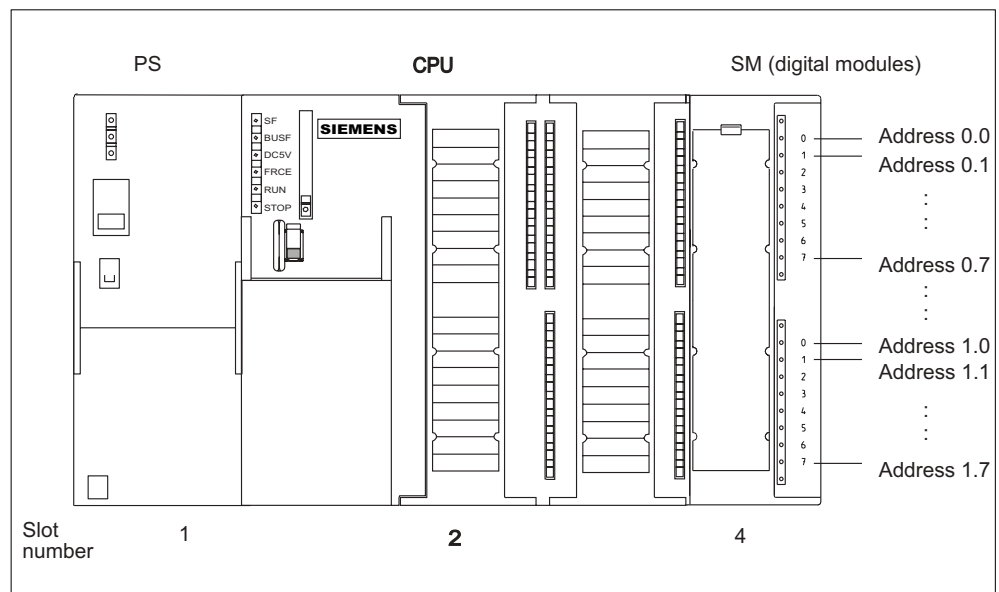 PS
CPU
SM (digital modules)
SF
BUSF
DC5V
FRCE
RUN
STOP
SIEMENS
0
1
2
3
4
5
6
7
0
1
2
3
4
5
6
7
Address 0.0
Address 0.1
:
:
Address 0.7
:
:
Address 1.0
Address 1.1
:
:
Address 1.7
Slot
number
1
2
4